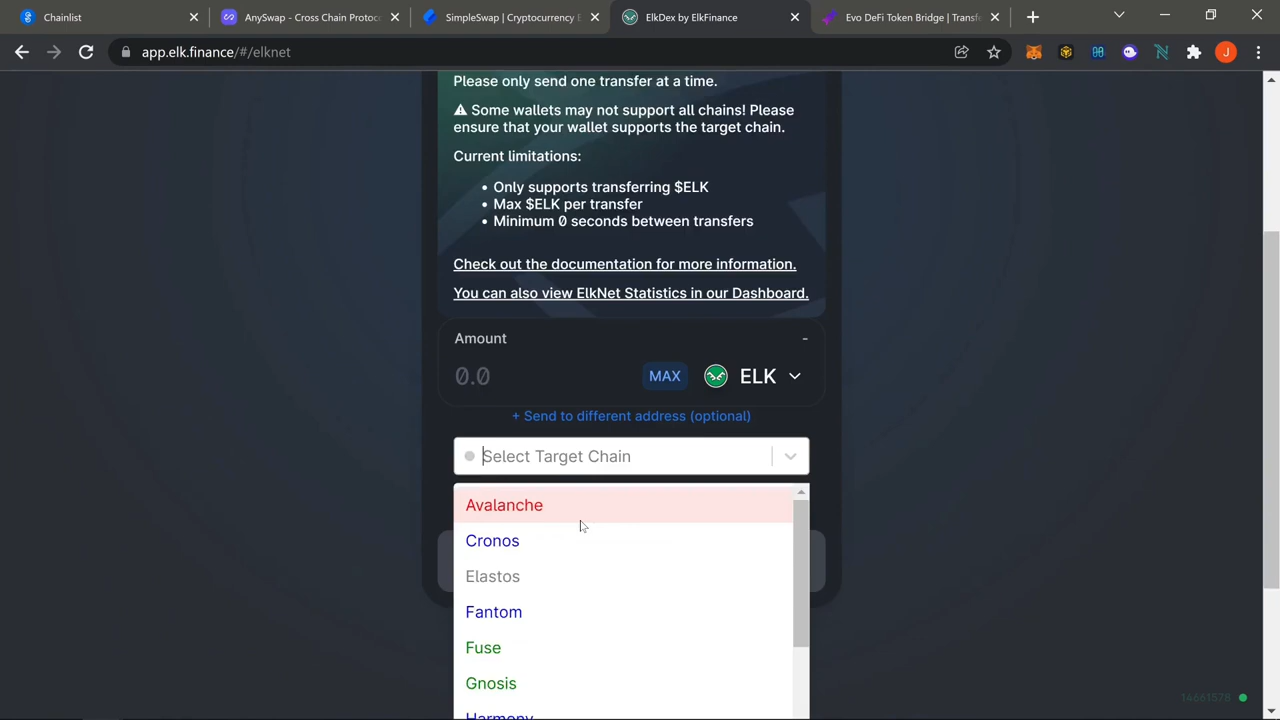 Chainlist
AnySwap - Cross Chain Protoc
SimpleSwap | Cryptocurrency E
ElkDex by ElkFinance
Evo DeFi Token Bridge | Transf
app.elk.finance/#/elknet
J
Please only send one transfer at a time.
⚠ Some wallets may not support all chains! Please
ensure that your wallet supports the target chain.
Current limitations:
• Only supports transferring $ELK
• Max $ELK per transfer
• Minimum 0 seconds between transfers
Check out the documentation for more information.
You can also view ElkNet Statistics in our Dashboard.
Amount -
0.0 MAX ELK
+ Send to different address (optional)
Select Target Chain
Avalanche
Cronos
Elastos
Fantom
Fuse
Gnosis
Harmony
14661578